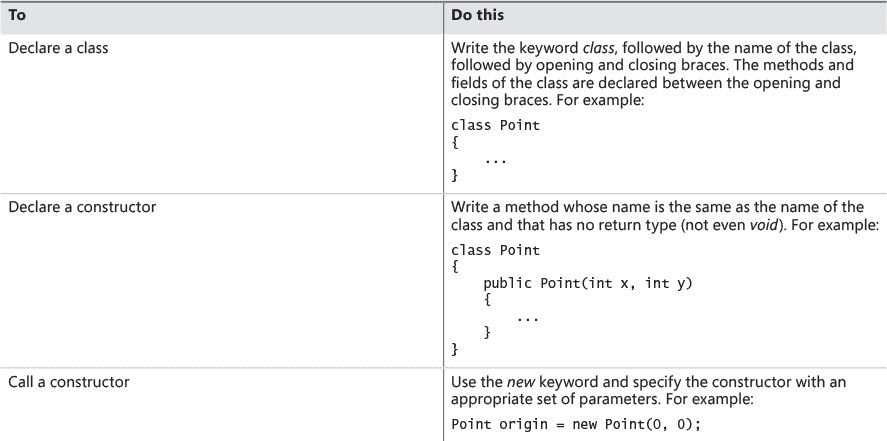 To
Do this
Declare a class
Write the keyword class, followed by the name of the class,
followed by opening and closing braces. The methods and
fields of the class are declared between the opening and
closing braces. For example:
class Point
{
    ...
}
Declare a constructor
Write a method whose name is the same as the name of the
class and that has no return type (not even void). For example:
class Point
{
    public Point(int x, int y)
    {
        ...
    }
}
Call a constructor
Use the new keyword and specify the constructor with an
appropriate set of parameters. For example:
Point origin = new Point(0, 0);